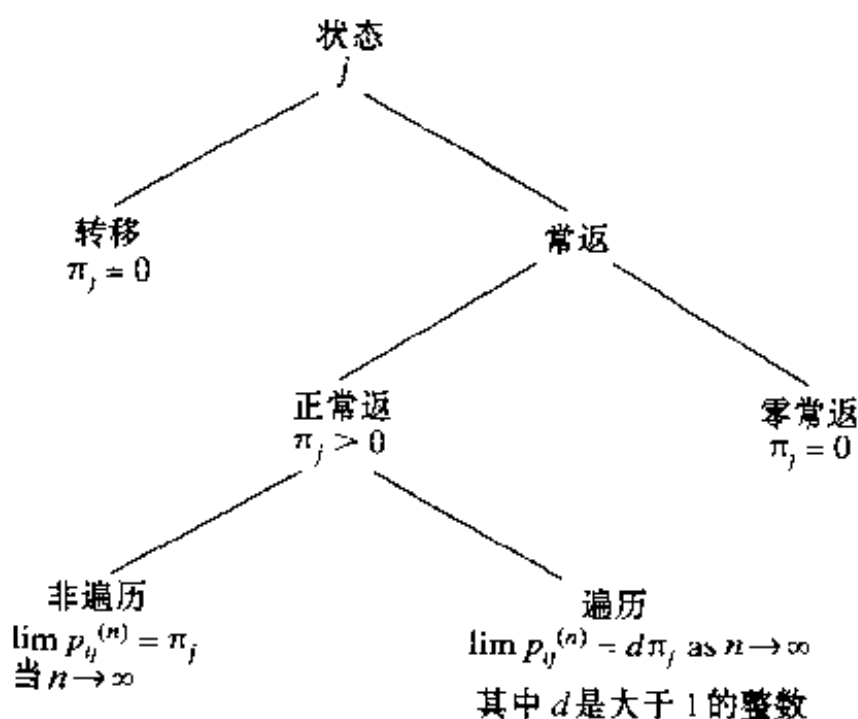 状态
j
转移
π_j = 0
常返
正常返
π_j > 0
零常返
π_j = 0
非遍历
lim p_ij^(n) = π_j
当 n → ∞
遍历
lim p_ij^(n) = dπ_j as n → ∞
其中 d 是大于 1 的整数